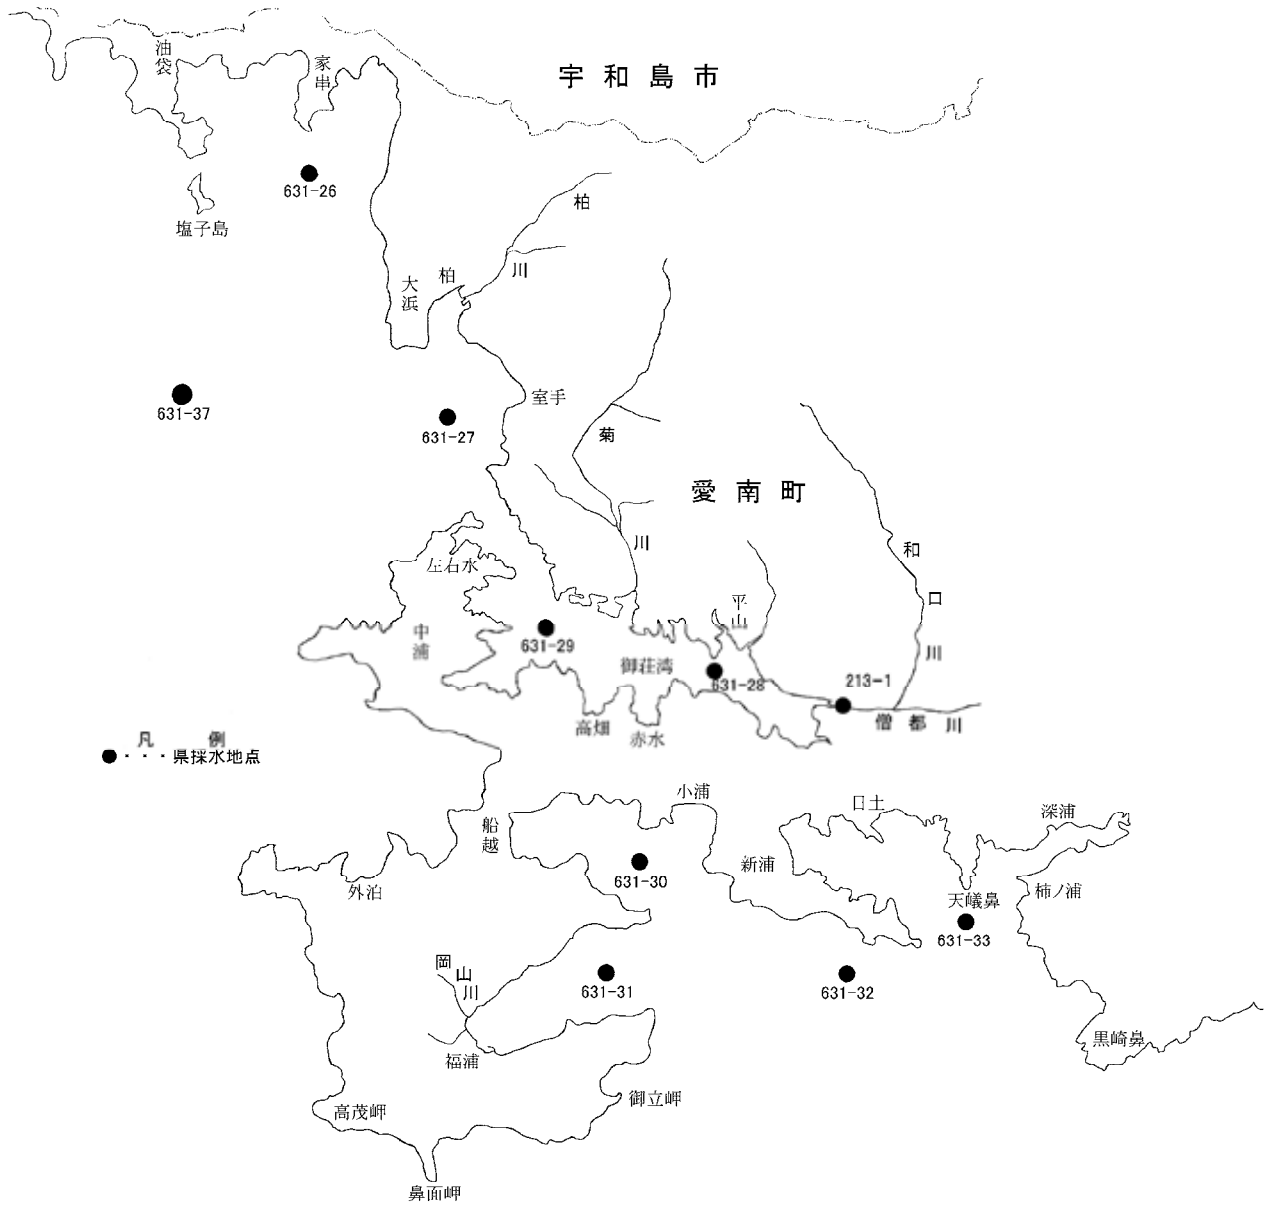 油袋
家串
宇和島市
631-26
塩子島
柏
川
柏
大浜
631-37
631-27
室手
菊
川
愛南町
和
口
川
左右水
中浦
631-29
平山
御荘湾
631-28
213-1
僧都川
高畑
赤水
凡例
●・・・県採水地点
船越
小浦
口土
深浦
外泊
631-30
新浦
天嶬鼻
柿ノ浦
631-33
岡
山
川
631-31
631-32
福浦
黒崎鼻
御立岬
高茂岬
鼻面岬